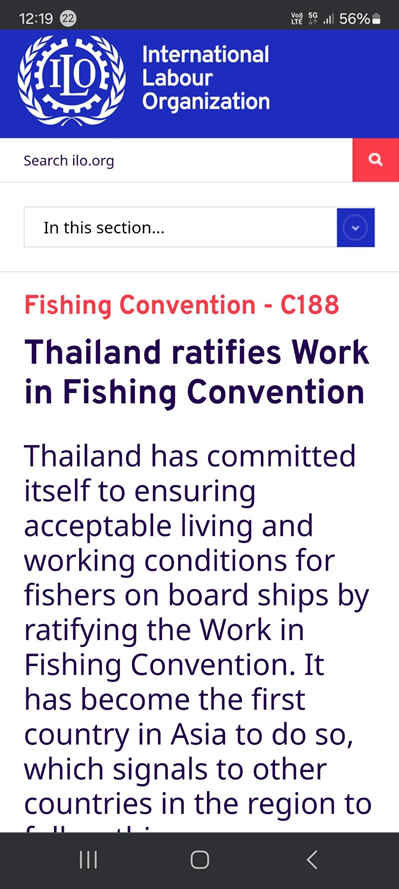 12:19 22 Vo) LTE 5G 56%
ILO
International
Labour
Organization
Search ilo.org
In this section...
Fishing Convention - C188
Thailand ratifies Work
in Fishing Convention
Thailand has committed
itself to ensuring
acceptable living and
working conditions for
fishers on board ships by
ratifying the Work in
Fishing Convention. It
has become the first
country in Asia to do so,
which signals to other
countries in the region to